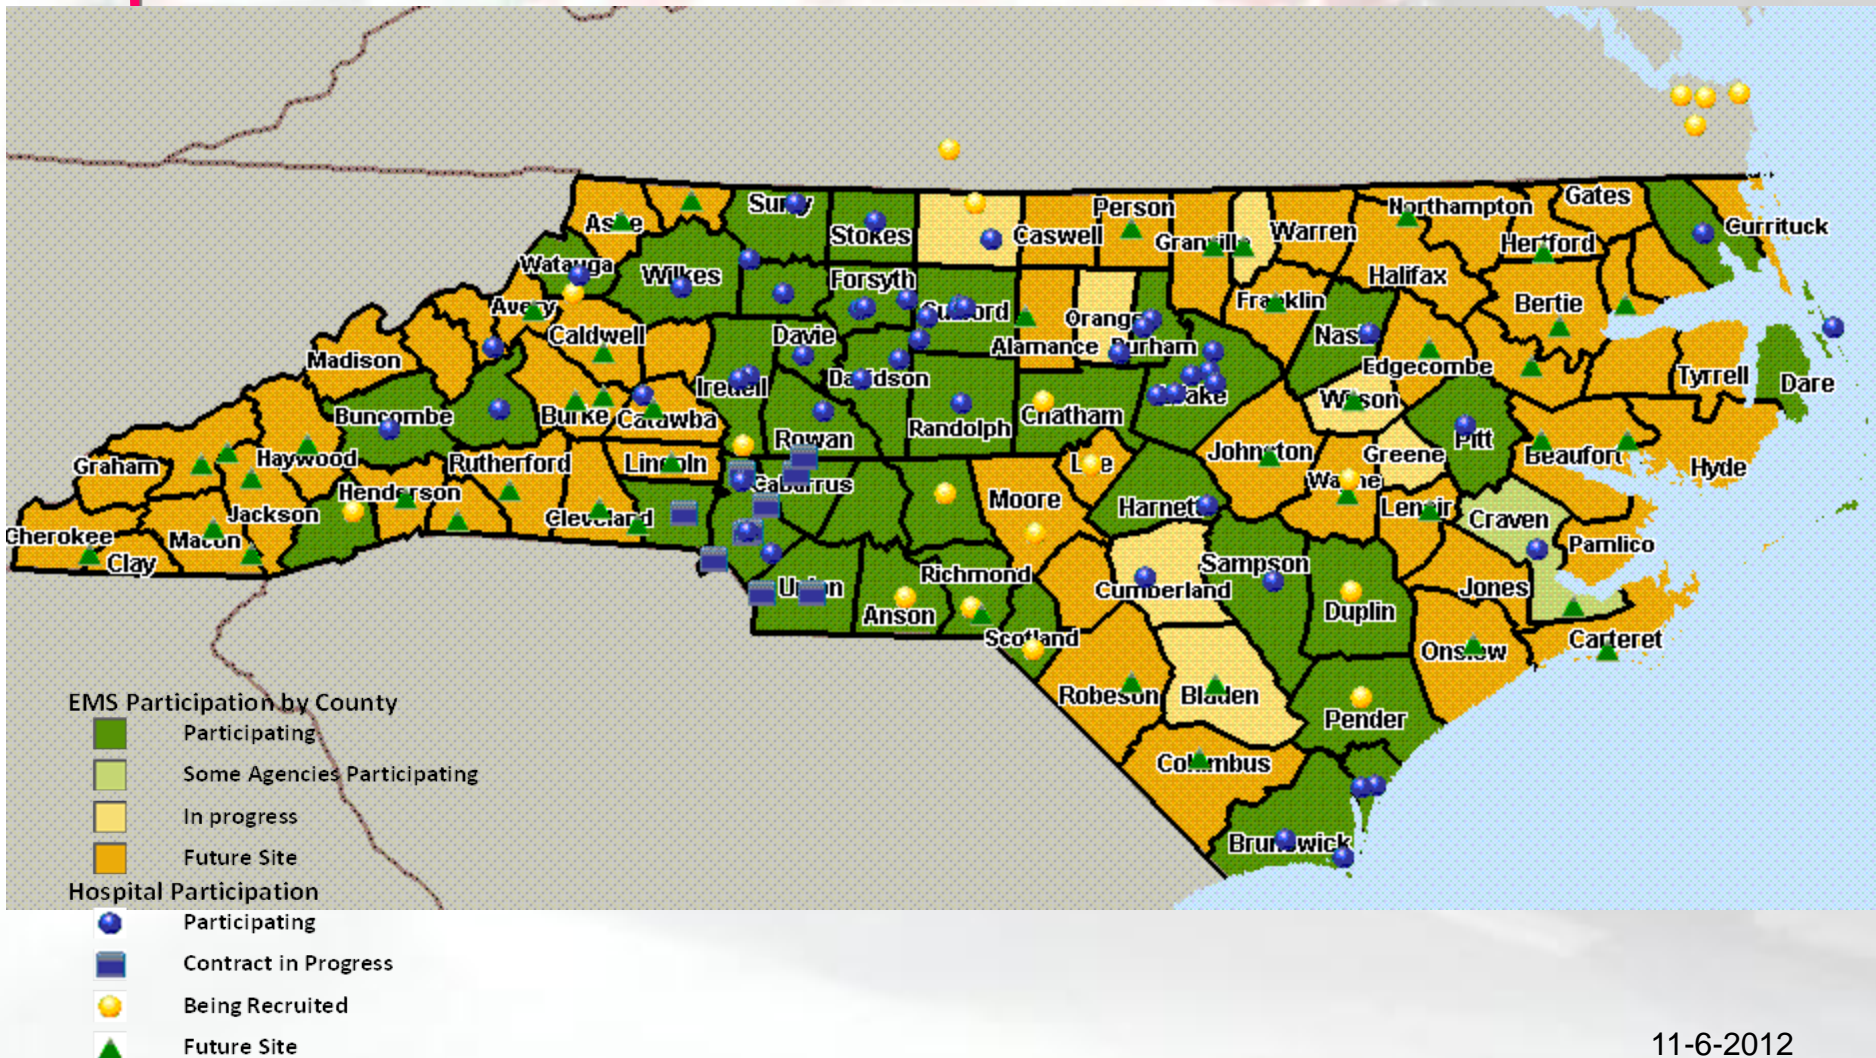 Surry
Person
Northampton
Gates
Ashe
Stokes
Caswell
Granville
Warren
Hertford
Currituck
Watauga
Wilkes
Forsyth
Halifax
Avery
Guilford
Orange
Franklin
Bertie
Madison
Caldwell
Davie
Alamance
Durham
Nash
Edgecombe
Tyrrell
Dare
Buncombe
Burke
Catawba
Iredell
Davidson
Randolph
Chatham
Wake
Wilson
Pitt
Graham
Haywood
Rutherford
Lincoln
Rowan
Cabarrus
Lee
Johnston
Greene
Beaufort
Hyde
Henderson
Moore
Wayne
Cherokee
Jackson
Macon
Clay
Cleveland
Harnett
Lenoir
Craven
Pamlico
Union
Anson
Richmond
Cumberland
Sampson
Duplin
Jones
Scotland
Onslow
Carteret
Robeson
Bladen
Pender
Columbus
Brunswick
EMS Participation by County
Participating
Some Agencies Participating
In progress
Future Site
Hospital Participation
Participating
Contract in Progress
Being Recruited
Future Site
11-6-2012